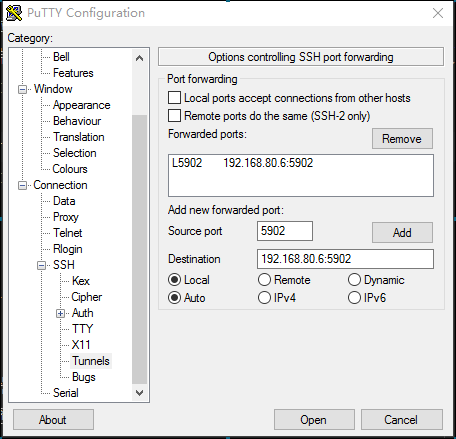 PuTTY Configuration
Category:
Bell
Features
Window
Appearance
Behaviour
Translation
Selection
Colours
Connection
Data
Proxy
Telnet
Rlogin
SSH
Kex
Cipher
Auth
TTY
X11
Tunnels
Bugs
Serial
Options controlling SSH port forwarding
Port forwarding
Local ports accept connections from other hosts
Remote ports do the same (SSH-2 only)
Forwarded ports:
Remove
L5902 192.168.80.6:5902
Add new forwarded port:
Source port 5902 Add
Destination 192.168.80.6:5902
Local Remote Dynamic
Auto IPv4 IPv6
About Open Cancel